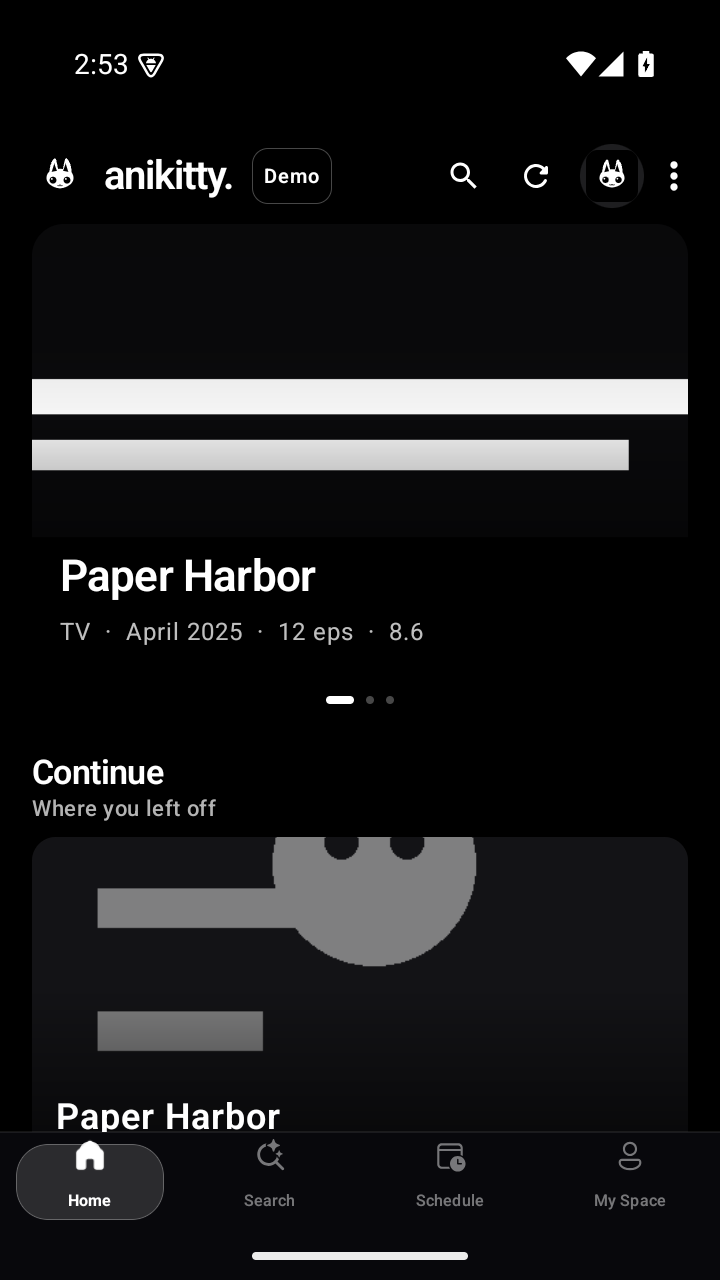 2:53
anikitty.
Demo
Paper Harbor
TV · April 2025 · 12 eps · 8.6
Continue
Where you left off
Paper Harbor
Home
Search
Schedule
My Space